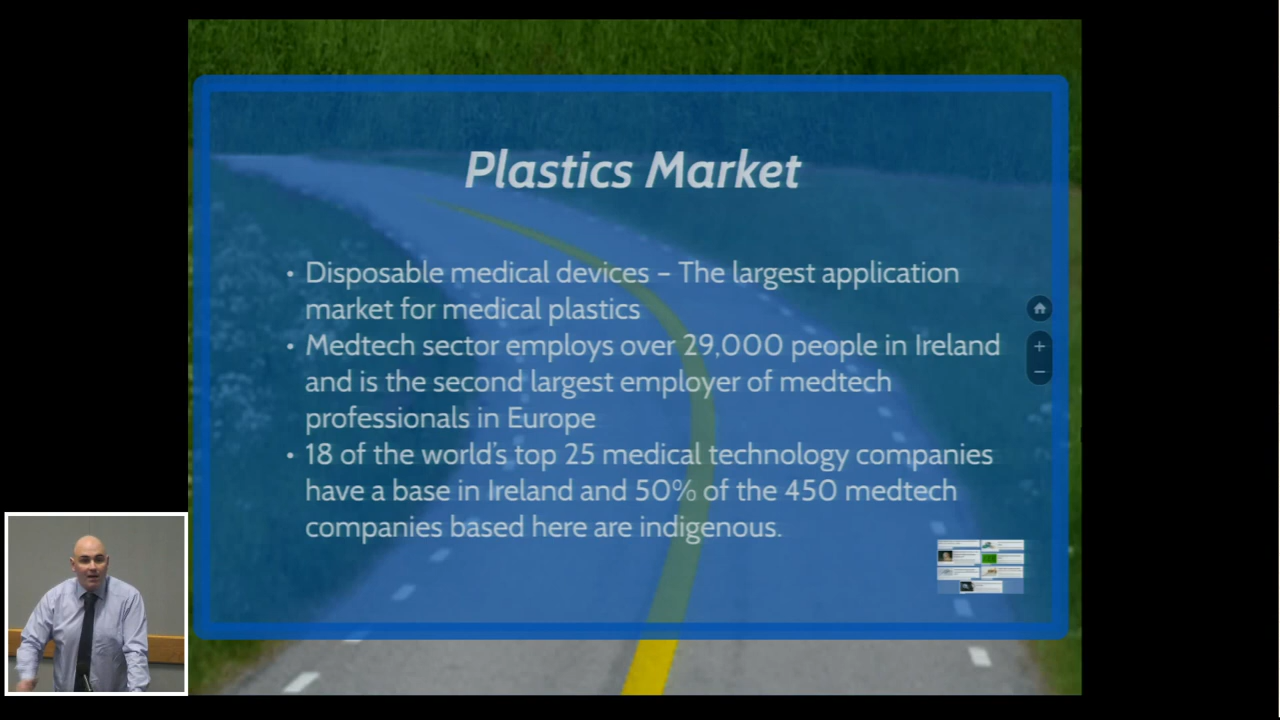 Plastics Market
• Disposable medical devices – The largest application
market for medical plastics
• Medtech sector employs over 29,000 people in Ireland
and is the second largest employer of medtech
professionals in Europe
• 18 of the world's top 25 medical technology companies
have a base in Ireland and 50% of the 450 medtech
companies based here are indigenous.